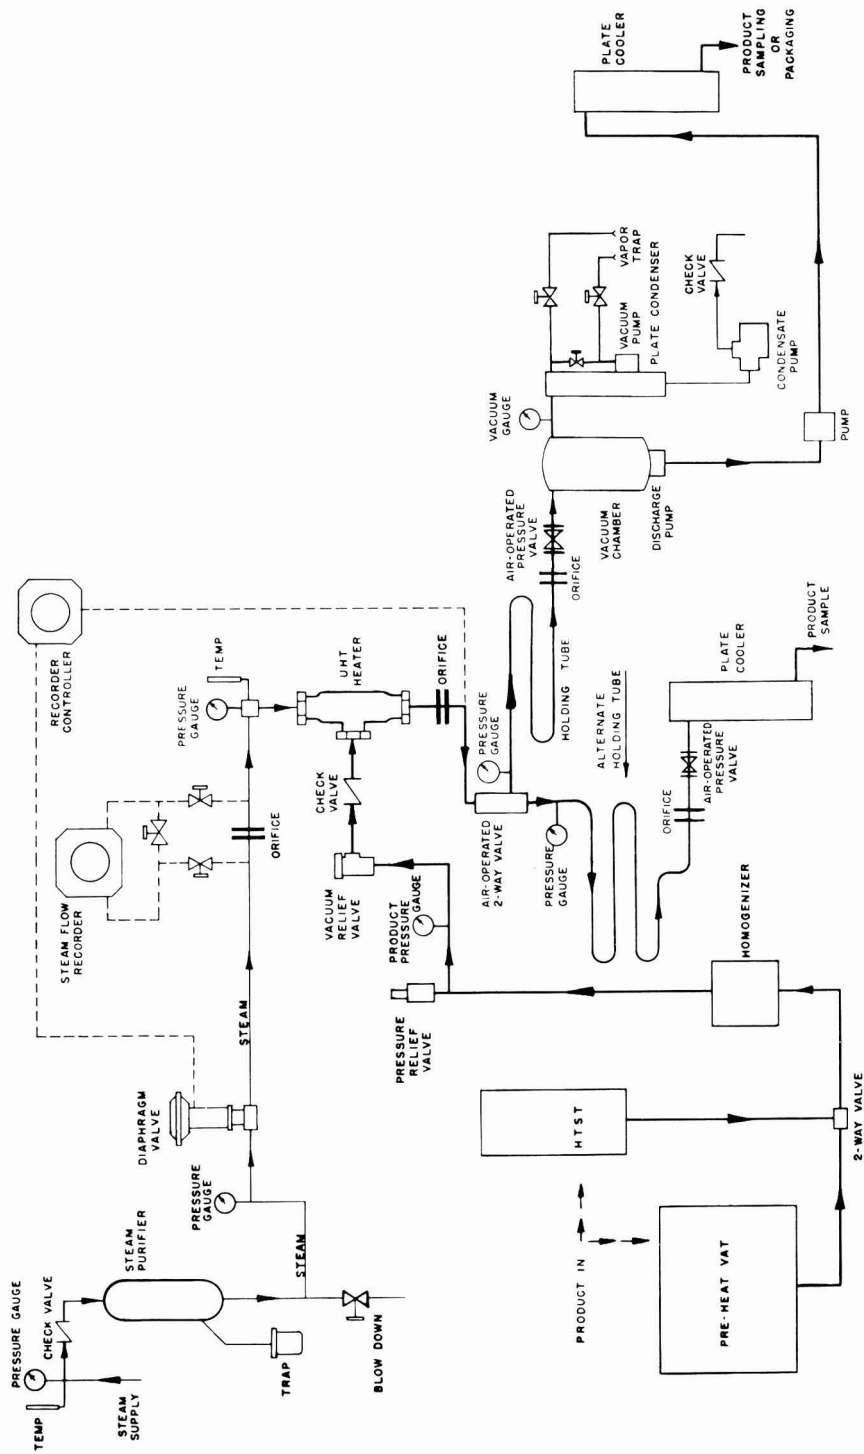 TEMP
PRESSURE GAUGE
STEAM
SUPPLY
CHECK VALVE
STEAM
PURIFIER
TRAP
STEAM
BLOW DOWN
PRESSURE
GAUGE
DIAPHRAGM
VALVE
STEAM
STEAM FLOW
RECORDER
ORIFICE
RECORDER
CONTROLLER
PRESSURE
GAUGE
TEMP
UHT
HEATER
ORIFICE
CHECK
VALVE
VACUUM
RELIEF
VALVE
PRODUCT
PRESSURE
GAUGE
PRESSURE
RELIEF
VALVE
PRODUCT IN
HTST
PRE-HEAT VAT
2-WAY VALVE
HOMOGENIZER
AIR-OPERATED
2-WAY VALVE
PRESSURE
GAUGE
PRESSURE
GAUGE
HOLDING TUBE
ALTERNATE
HOLDING TUBE
ORIFICE
AIR-OPERATED
PRESSURE
VALVE
PLATE
COOLER
PRODUCT
SAMPLE
AIR-OPERATED
PRESSURE
VALVE
ORIFICE
VACUUM
CHAMBER
DISCHARGE
PUMP
VACUUM
GAUGE
VACUUM
PUMP
PLATE CONDENSER
VAPOR
TRAP
CHECK
VALVE
CONDENSATE
PUMP
PUMP
PLATE
COOLER
PRODUCT
SAMPLING
OR
PACKAGING